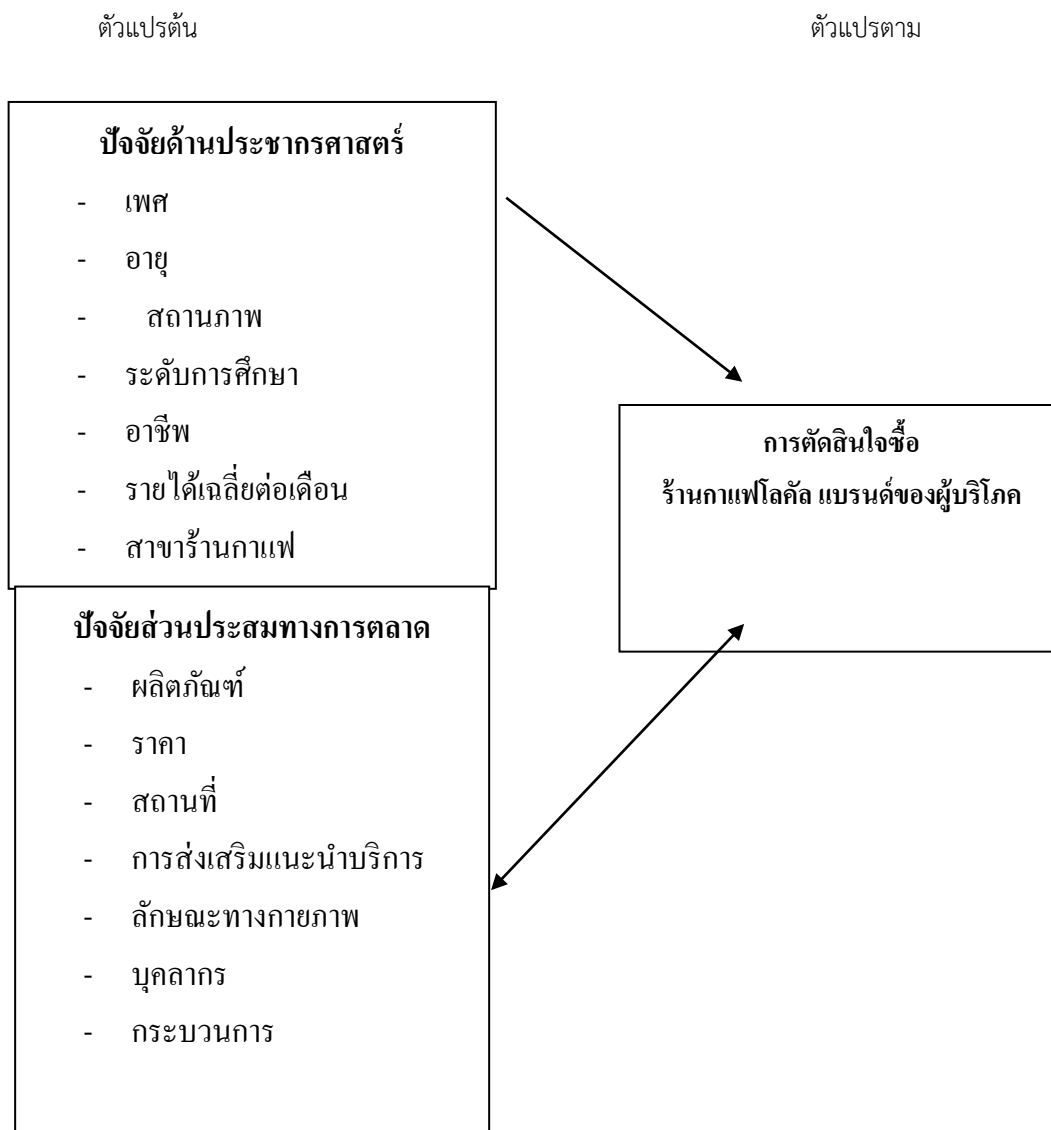 ตัวแปรต้น
ตัวแปรตาม
ปัจจัยด้านประชากรศาสตร์
- เพศ
- อายุ
- สถานภาพ
- ระดับการศึกษา
- อาชีพ
- รายได้เฉลี่ยต่อเดือน
- สาขาร้านกาแฟ
ปัจจัยส่วนประสมทางการตลาด
- ผลิตภัณฑ์
- ราคา
- สถานที่
- การส่งเสริมแนะนำบริการ
- ลักษณะทางกายภาพ
- บุคลากร
- กระบวนการ
การตัดสินใจซื้อ
ร้านกาแฟโลคัล แบรนด์ของผู้บริโภค